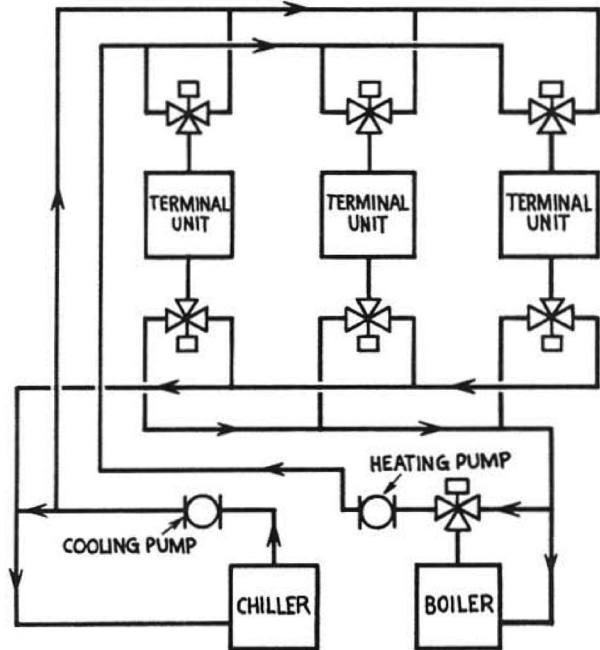 TERMINAL
UNIT
TERMINAL
UNIT
TERMINAL
UNIT
HEATING PUMP
COOLING PUMP
CHILLER
BOILER